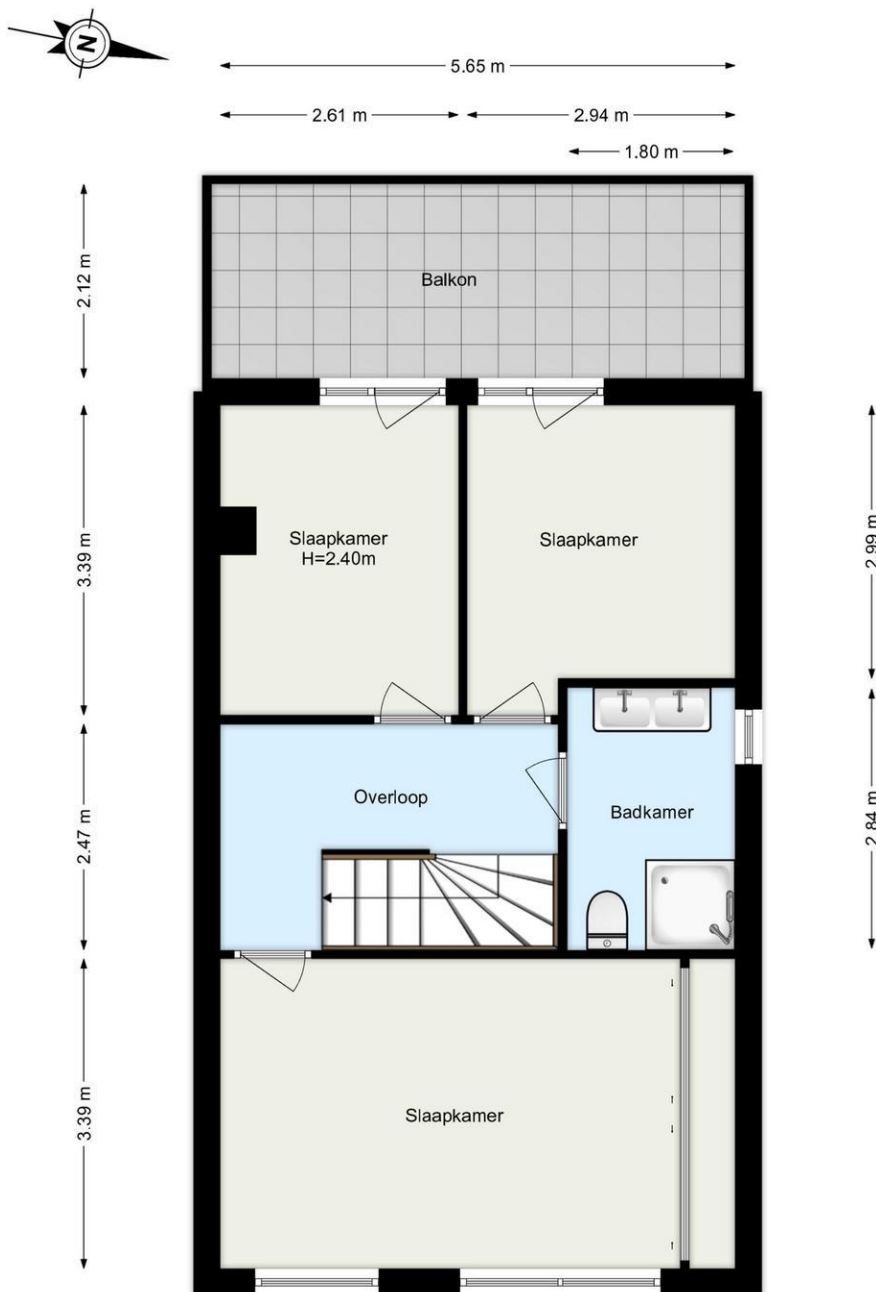 N
5.65 m
2.61 m
2.94 m
1.80 m
2.12 m
Balkon
3.39 m
Slaapkamer
H=2.40m
Slaapkamer
2.99 m
2.47 m
Overloop
Badkamer
2.84 m
3.39 m
Slaapkamer